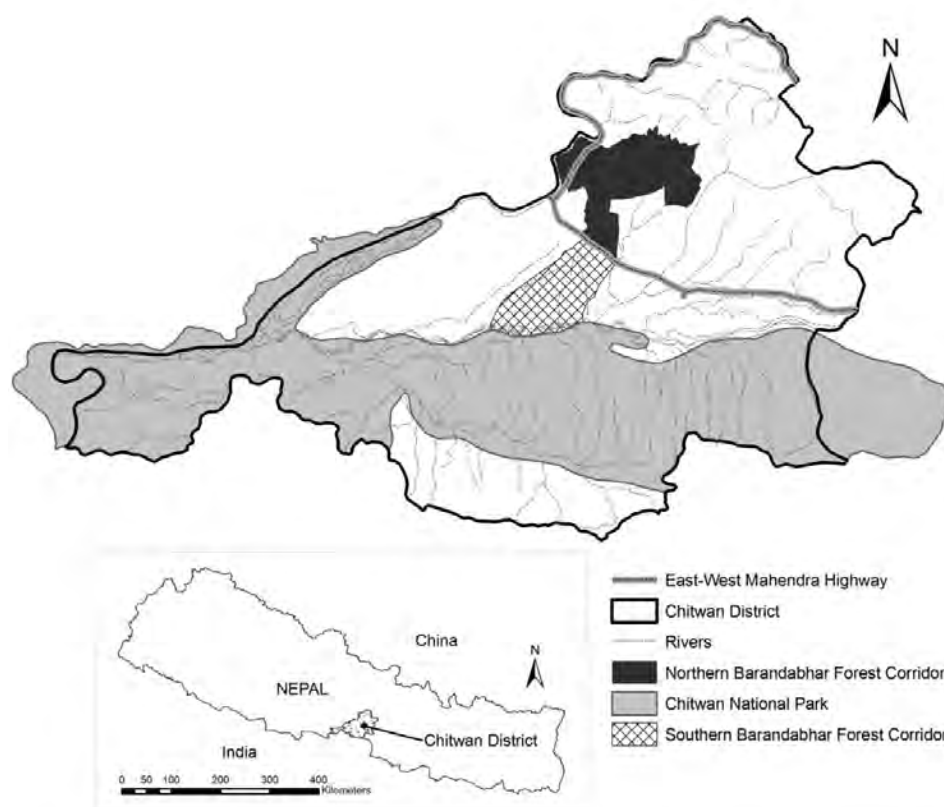 N
East-West Mahendra Highway
Chitwan District
Rivers
Northern Barandabhar Forest Corridor
Chitwan National Park
Southern Barandabhar Forest Corridor
China
N
NEPAL
Chitwan District
India
0 50 100 200 300 400
Kilometers